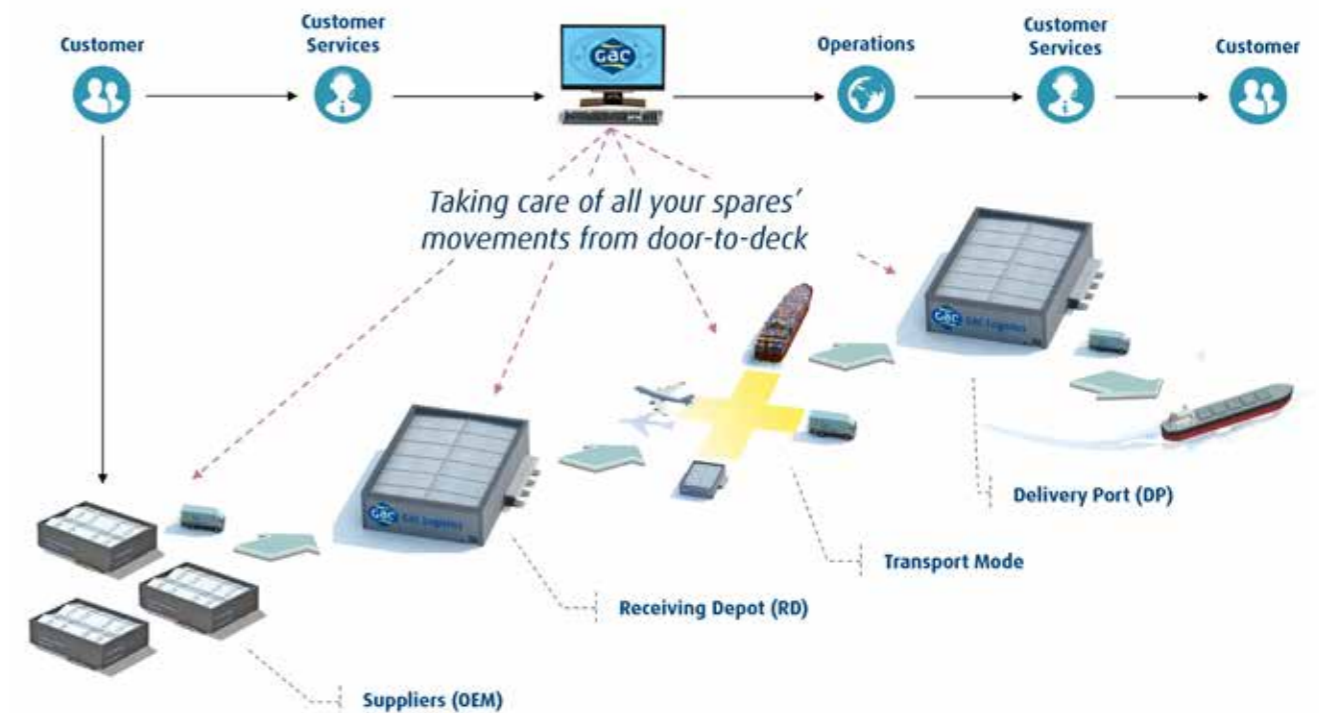 Customer
Customer
Services
GAC
Operations
Customer
Services
Customer
Taking care of all your spares'
movements from door-to-deck
GAC GAC Logistics
Delivery Port (DP)
Transport Mode
GAC GAC Logistics
Receiving Depot (RD)
Suppliers (OEM)